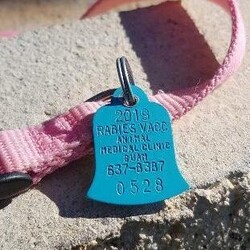 2019
RABIES VACC
ANIMAL
MEDICAL CLINIC
GUAM
637-8387
0528